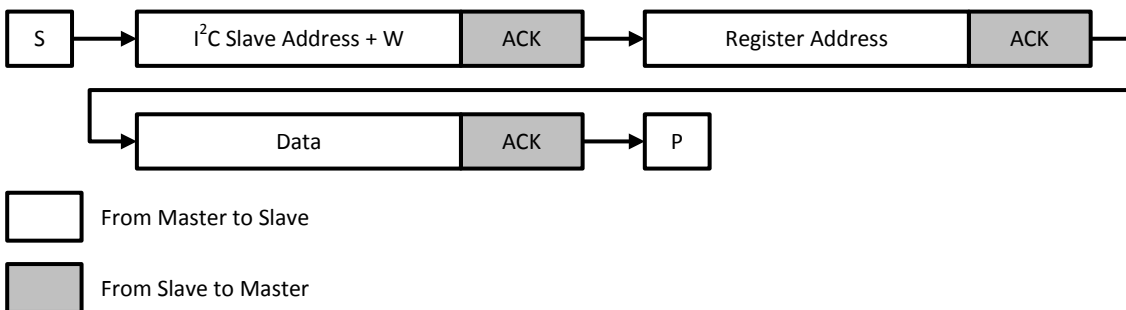 S I²C Slave Address + W ACK Register Address ACK
Data ACK P
From Master to Slave
From Slave to Master